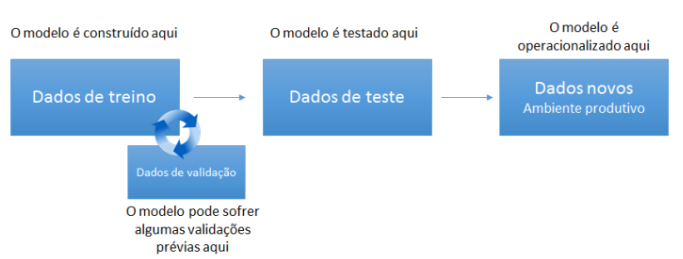 O modelo é construído aqui
O modelo é testado aqui
O modelo é
operacionalizado aqui
Dados de treino
Dados de teste
Dados novos
Ambiente produtivo
Dados de validação
O modelo pode sofrer
algumas validações
prévias aqui